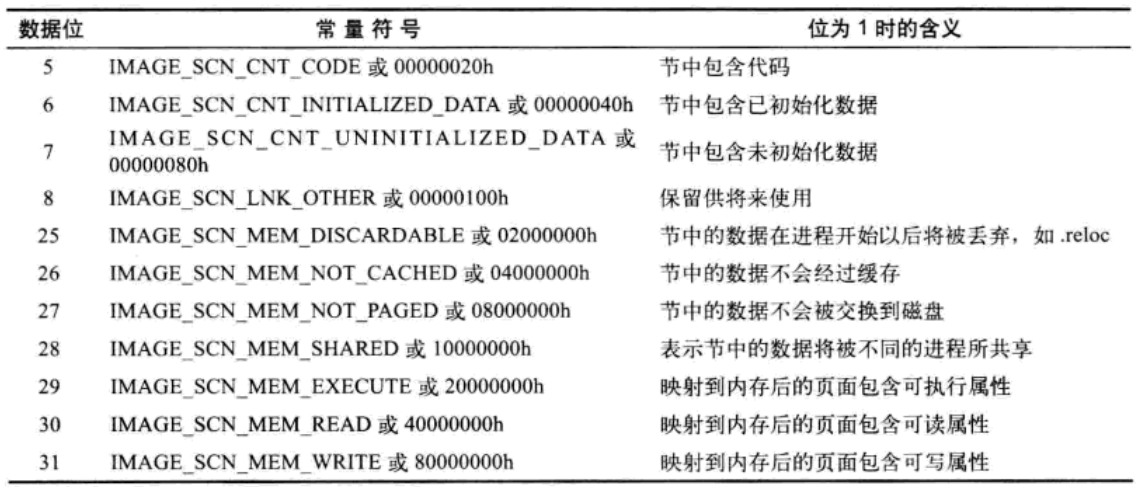 数据位 常量符号 位为1时的含义
5 IMAGE_SCN_CNT_CODE 或 00000020h 节中包含代码
6 IMAGE_SCN_CNT_INITIALIZED_DATA 或 00000040h 节中包含已初始化数据
7 IMAGE_SCN_CNT_UNINITIALIZED_DATA 或 00000080h 节中包含未初始化数据
8 IMAGE_SCN_LNK_OTHER 或 00000100h 保留供将来使用
25 IMAGE_SCN_MEM_DISCARDABLE 或 02000000h 节中的数据在进程开始以后将被丢弃，如 .reloc
26 IMAGE_SCN_MEM_NOT_CACHED 或 04000000h 节中的数据不会经过缓存
27 IMAGE_SCN_MEM_NOT_PAGED 或 08000000h 节中的数据不会被交换到磁盘
28 IMAGE_SCN_MEM_SHARED 或 10000000h 表示节中的数据将被不同的进程所共享
29 IMAGE_SCN_MEM_EXECUTE 或 20000000h 映射到内存后的页面包含可执行属性
30 IMAGE_SCN_MEM_READ 或 40000000h 映射到内存后的页面包含可读属性
31 IMAGE_SCN_MEM_WRITE 或 80000000h 映射到内存后的页面包含可写属性